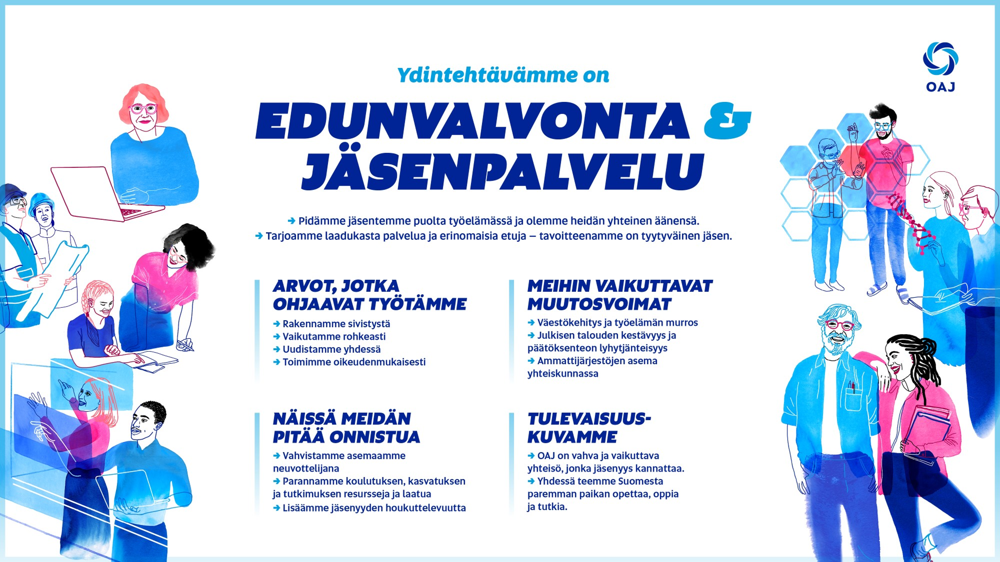 OAJ
Ydintehtävämme on
EDUNVALVONTA &
JÄSENPALVELU
→ Pidämme jäsentemme puolta työelämässä ja olemme heidän yhteinen äänensä.
→ Tarjoamme laadukasta palvelua ja erinomaisia etuja – tavoitteenamme on tyytyväinen jäsen.
ARVOT, JOTKA
OHJAAVAT TYÖTÄMME
→ Rakennamme sivistystä
→ Vaikutamme rohkeasti
→ Uudistamme yhdessä
→ Toimimme oikeudenmukaisesti
MEIHIN VAIKUTTAVAT
MUUTOSVOIMAT
→ Väestökehitys ja työelämän murros
→ Julkisen talouden kestävyys ja
päätöksenteon lyhytjänteisyys
→ Ammattijärjestöjen asema
yhteiskunnassa
NÄISSÄ MEIDÄN
PITÄÄ ONNISTUA
→ Vahvistamme asemaamme
neuvottelijana
→ Parannamme koulutuksen, kasvatuksen
ja tutkimuksen resursseja ja laatua
→ Lisäämme jäsenyyden houkuttelevuutta
TULEVAISUUS-
KUVAMME
→ OAJ on vahva ja vaikuttava
yhteisö, jonka jäsenyys kannattaa.
→ Yhdessä teemme Suomesta
paremman paikan opettaa, oppia
ja tutkia.